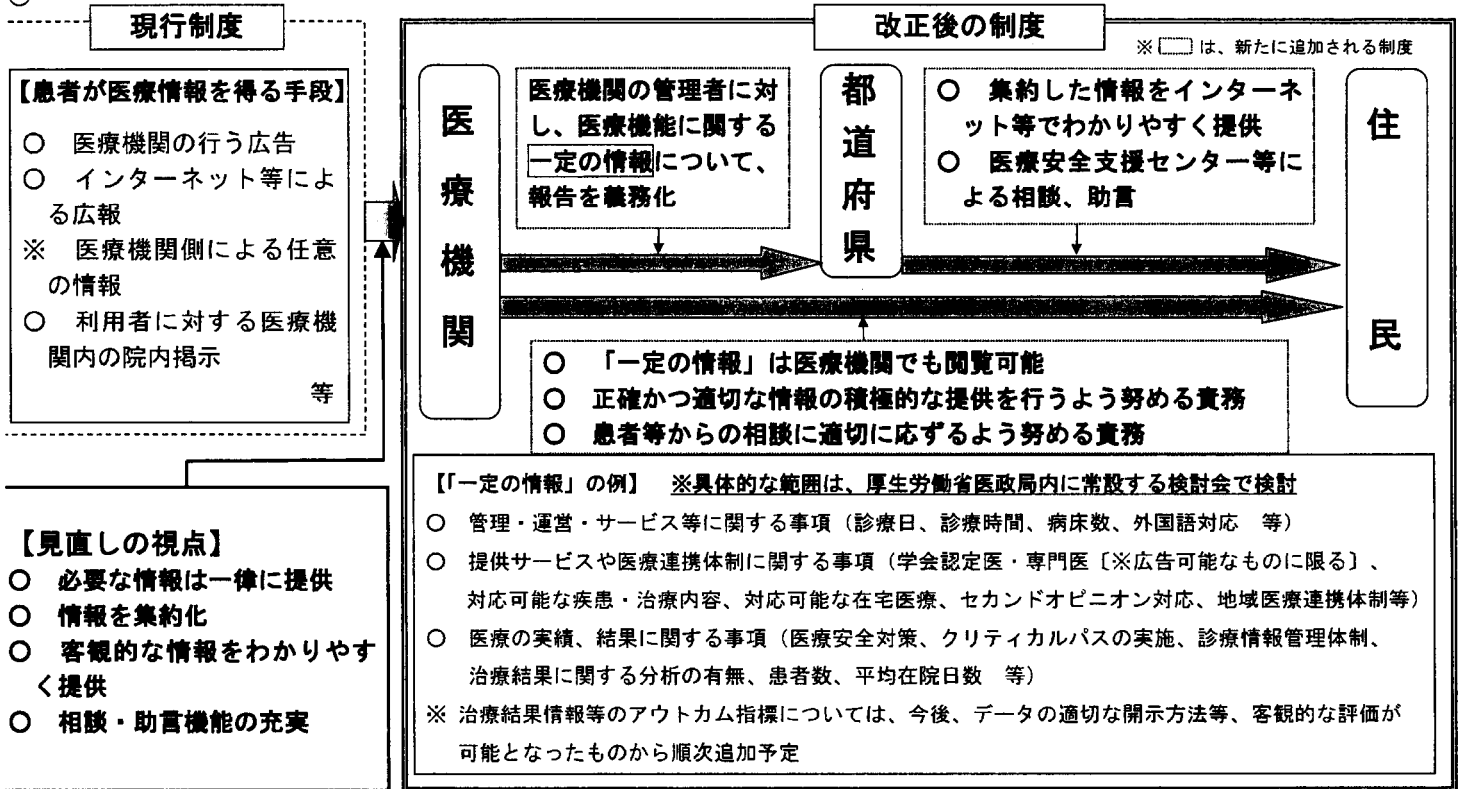 現行制度
【患者が医療情報を得る手段】
○ 医療機関の行う広告
○ インターネット等によ
る広報
※ 医療機関側による任意
の情報
○ 利用者に対する医療機
関内の院内掲示
等
【見直しの視点】
○ 必要な情報は一律に提供
○ 情報を集約化
○ 客観的な情報をわかりやす
く提供
○ 相談・助言機能の充実
改正後の制度
※ は、新たに追加される制度
医療機関
医療機関の管理者に対
し、医療機能に関する
一定の情報について、
報告を義務化
都道府県
○ 集約した情報をインターネ
ット等でわかりやすく提供
○ 医療安全支援センター等に
よる相談、助言
住民
○ 「一定の情報」は医療機関でも閲覧可能
○ 正確かつ適切な情報の積極的な提供を行うよう努める責務
○ 患者等からの相談に適切に応ずるよう努める責務
【「一定の情報」の例】 ※具体的な範囲は、厚生労働省医政局内に常設する検討会で検討
○ 管理・運営・サービス等に関する事項（診療日、診療時間、病床数、外国語対応 等）
○ 提供サービスや医療連携体制に関する事項（学会認定医・専門医〔※広告可能なものに限る〕、
対応可能な疾患・治療内容、対応可能な在宅医療、セカンドオピニオン対応、地域医療連携体制等）
○ 医療の実績、結果に関する事項（医療安全対策、クリティカルパスの実施、診療情報管理体制、
治療結果に関する分析の有無、患者数、平均在院日数 等）
※ 治療結果情報等のアウトカム指標については、今後、データの適切な開示方法等、客観的な評価が
可能となったものから順次追加予定